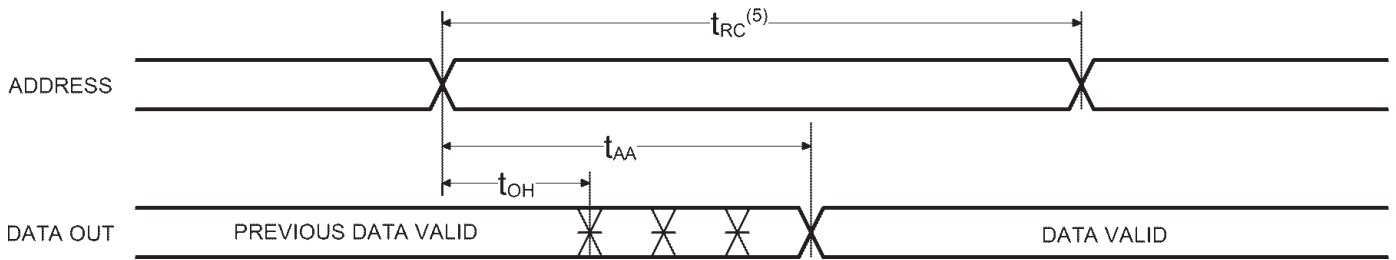 tRC(5)
ADDRESS
tAA
tOH
DATA OUT
PREVIOUS DATA VALID
DATA VALID